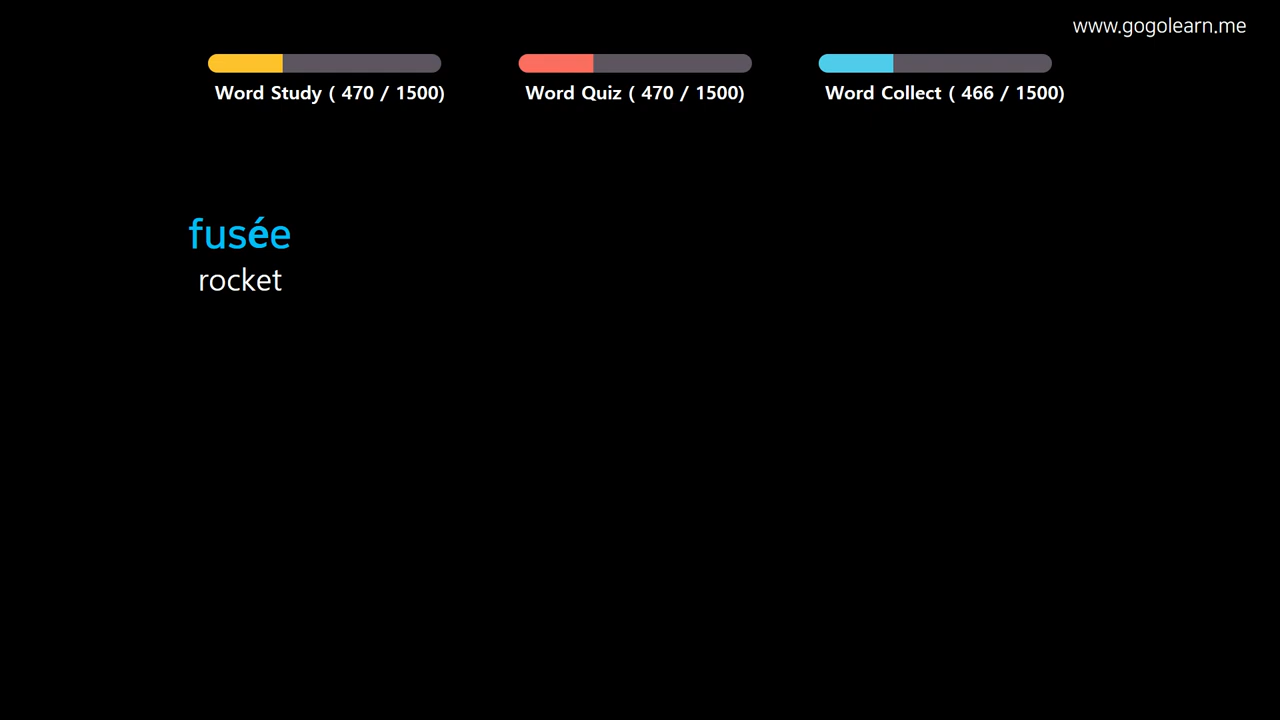 www.gogolearn.me
Word Study ( 470 / 1500)
Word Quiz ( 470 / 1500)
Word Collect ( 466 / 1500)
fusée
rocket